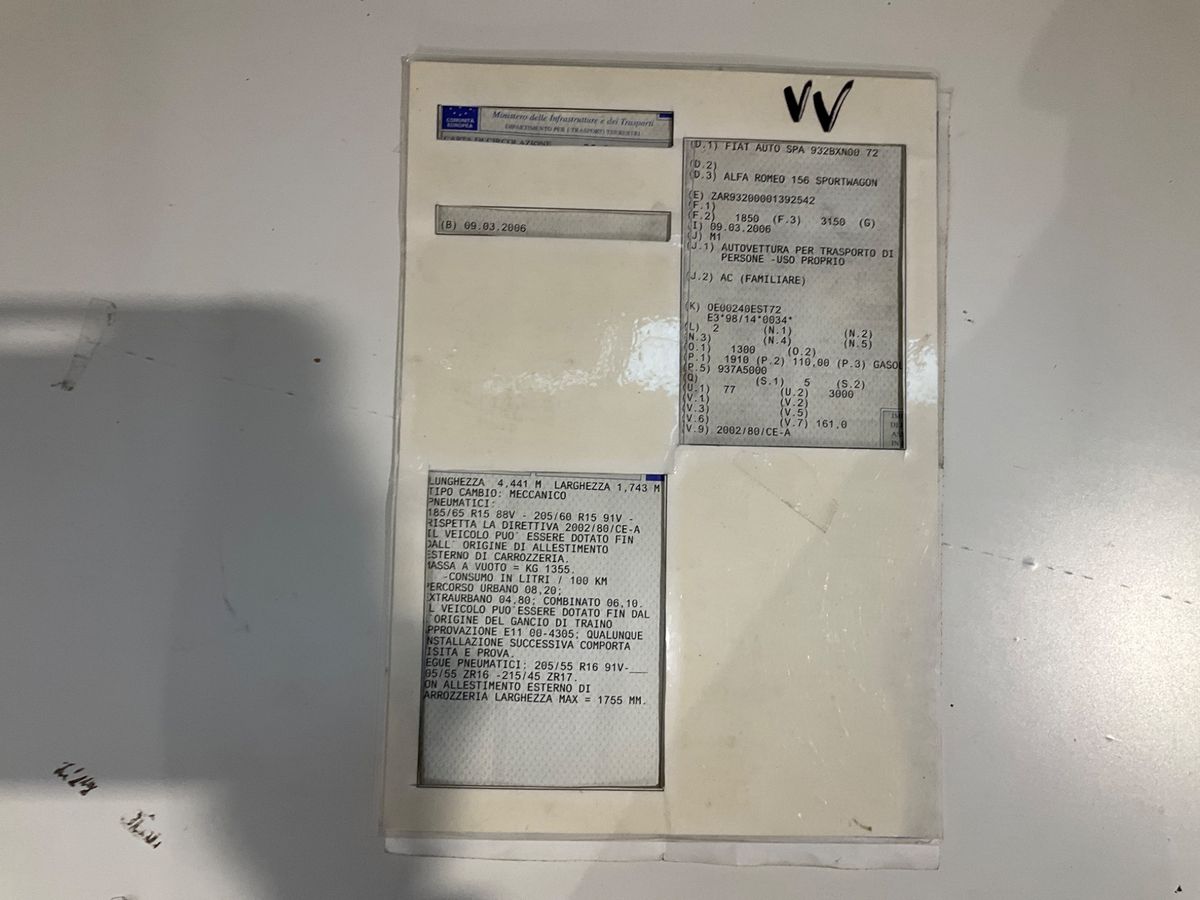 VV
COMUNITÀ
EUROPEA
Ministero delle Infrastrutture e dei Trasporti
DIPARTIMENTO PER I TRASPORTI TERRESTRI
CARTA DI CIRCOLAZIONE
(B) 09.03.2006
(D.1) FIAT AUTO SPA 932BXN00 72
(D.2)
(D.3) ALFA ROMEO 156 SPORTWAGON
(E) ZAR93200001392542
(F.1)
(F.2) 1850 (F.3) 3150 (G)
(I) 09.03.2006
(J) M1
(J.1) AUTOVETTURA PER TRASPORTO DI
PERSONE -USO PROPRIO
(J.2) AC (FAMILIARE)
(K) OE00240EST72
E3*98/14*0034*
(L) 2 (N.1) (N.2)
(N.3) (N.4) (N.5)
(O.1) 1300 (O.2)
(P.1) 1910 (P.2) 110,00 (P.3) GASOL
(P.5) 937A5000
(Q) (S.1) 5 (S.2)
(U.1) 77 (U.2) 3000
(V.1) (V.2)
(V.3) (V.5)
(V.6) (V.7) 161,0
(V.9) 2002/80/CE-A
LUNGHEZZA 4,441 M LARGHEZZA 1,743 M
TIPO CAMBIO: MECCANICO
PNEUMATICI:
185/65 R15 88V - 205/60 R15 91V -
RISPETTA LA DIRETTIVA 2002/80/CE-A
IL VEICOLO PUO' ESSERE DOTATO FIN
DALL' ORIGINE DI ALLESTIMENTO
ESTERNO DI CARROZZERIA.
MASSA A VUOTO = KG 1355.
-CONSUMO IN LITRI / 100 KM
PERCORSO URBANO 08,20;
EXTRAURBANO 04,80; COMBINATO 06,10.
L VEICOLO PUO'ESSERE DOTATO FIN DAL
'ORIGINE DEL GANCIO DI TRAINO
PPROVAZIONE E11 00-4305; QUALUNQUE
NSTALLAZIONE SUCCESSIVA COMPORTA
ISITA E PROVA.
EGUE PNEUMATICI: 205/55 R16 91V-___
05/55 ZR16 -215/45 ZR17.
ON ALLESTIMENTO ESTERNO DI
ARROZZERIA LARGHEZZA MAX = 1755 MM.